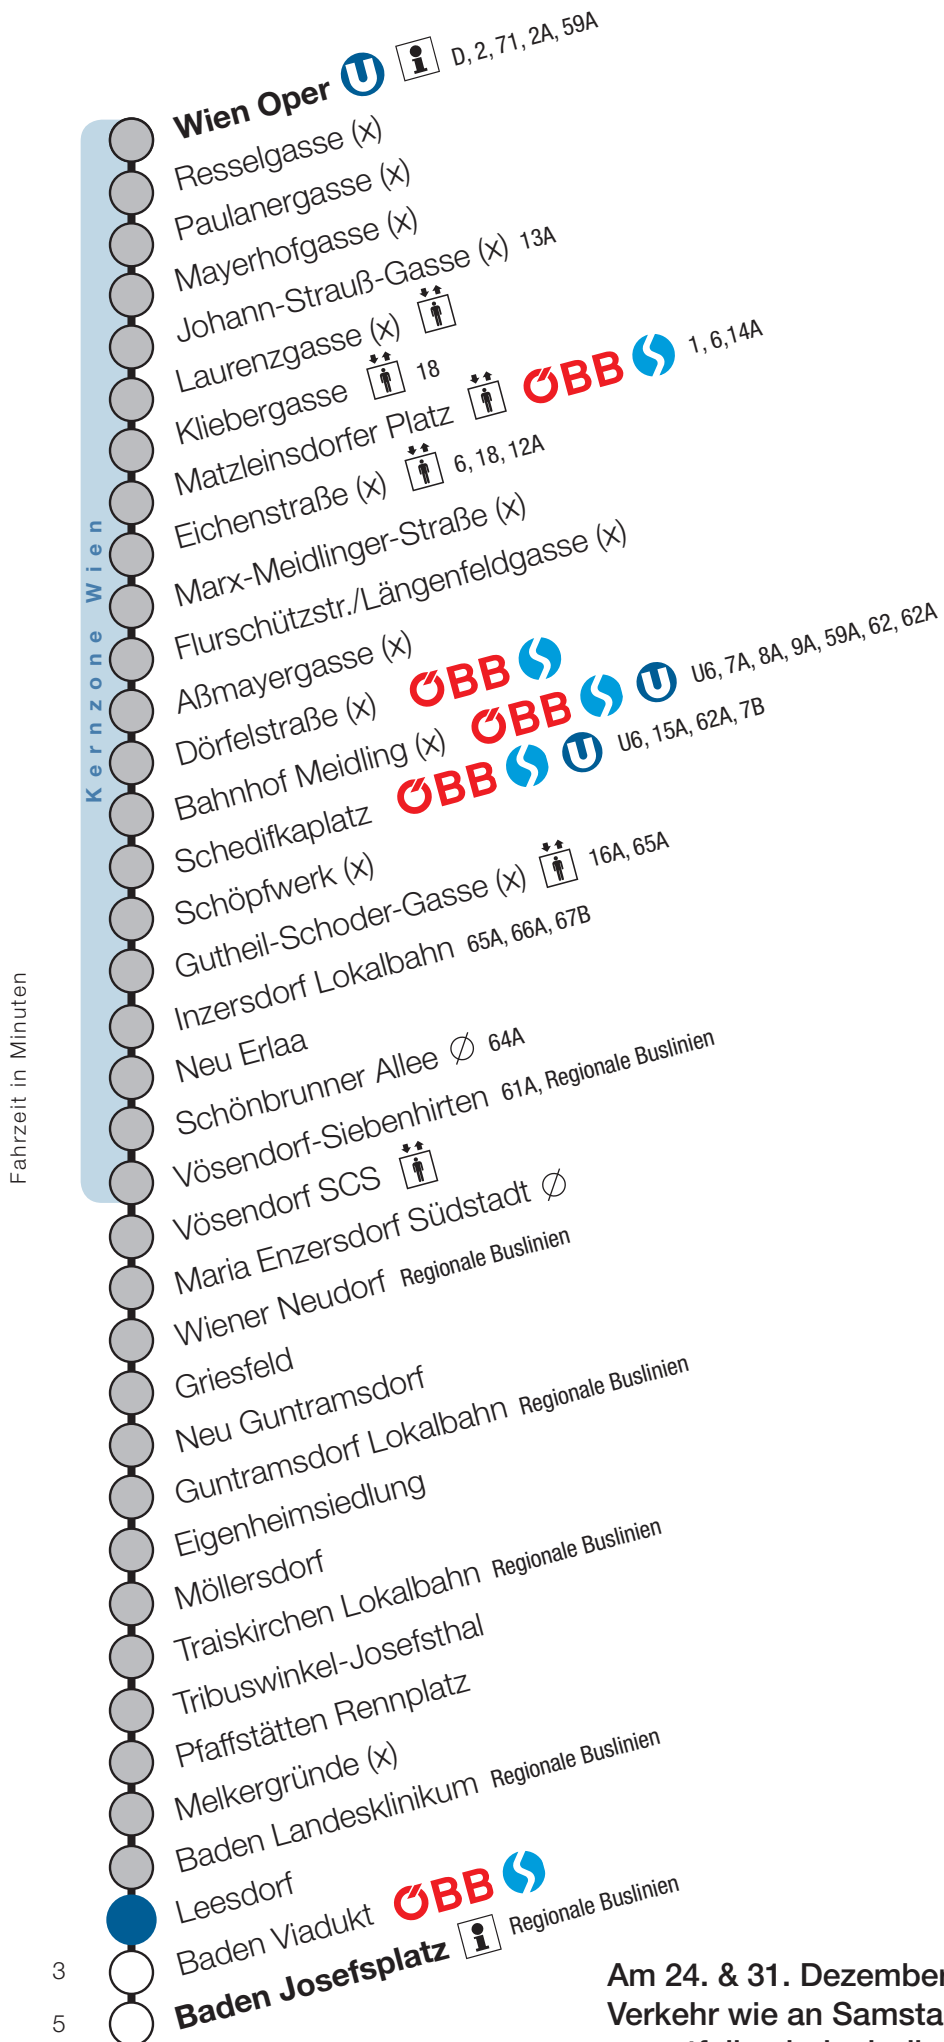 Wien Oper U i D, 2, 71, 2A, 59A
Resselgasse (x)
Paulanergasse (x)
Mayerhofgasse (x)
Johann-Strauß-Gasse (x) 13A
Laurenzgasse (x)
Kliebergasse 18
Matzleinsdorfer Platz ÖBB S 1, 6,14A
Eichenstraße (x) 6, 18, 12A
Marx-Meidlinger-Straße (x)
Flurschützstr./Längenfeldgasse (x)
Aßmayergasse (x)
Dörfelstraße (x) ÖBB S
Bahnhof Meidling (x) ÖBB S U U6, 7A, 8A, 9A, 59A, 62, 62A
Schedifkaplatz ÖBB S U U6, 15A, 62A, 7B
Schöpfwerk (x)
Gutheil-Schoder-Gasse (x) 16A, 65A
Inzersdorf Lokalbahn 65A, 66A, 67B
Neu Erlaa
Schönbrunner Allee ∅ 64A
Vösendorf-Siebenhirten 61A, Regionale Buslinien
Vösendorf SCS
Maria Enzersdorf Südstadt ∅
Wiener Neudorf Regionale Buslinien
Griesfeld
Neu Guntramsdorf
Guntramsdorf Lokalbahn Regionale Buslinien
Eigenheimsiedlung
Möllersdorf
Traiskirchen Lokalbahn Regionale Buslinien
Tribuswinkel-Josefsthal
Pfaffstätten Rennplatz
Melkergründe (x)
Baden Landesklinikum Regionale Buslinien
Leesdorf
3 Baden Viadukt ÖBB S
5 Baden Josefsplatz i Regionale Buslinien
Kernzone Wien
Fahrzeit in Minuten
Am 24. & 31. Dezember
Verkehr wie an Samsta